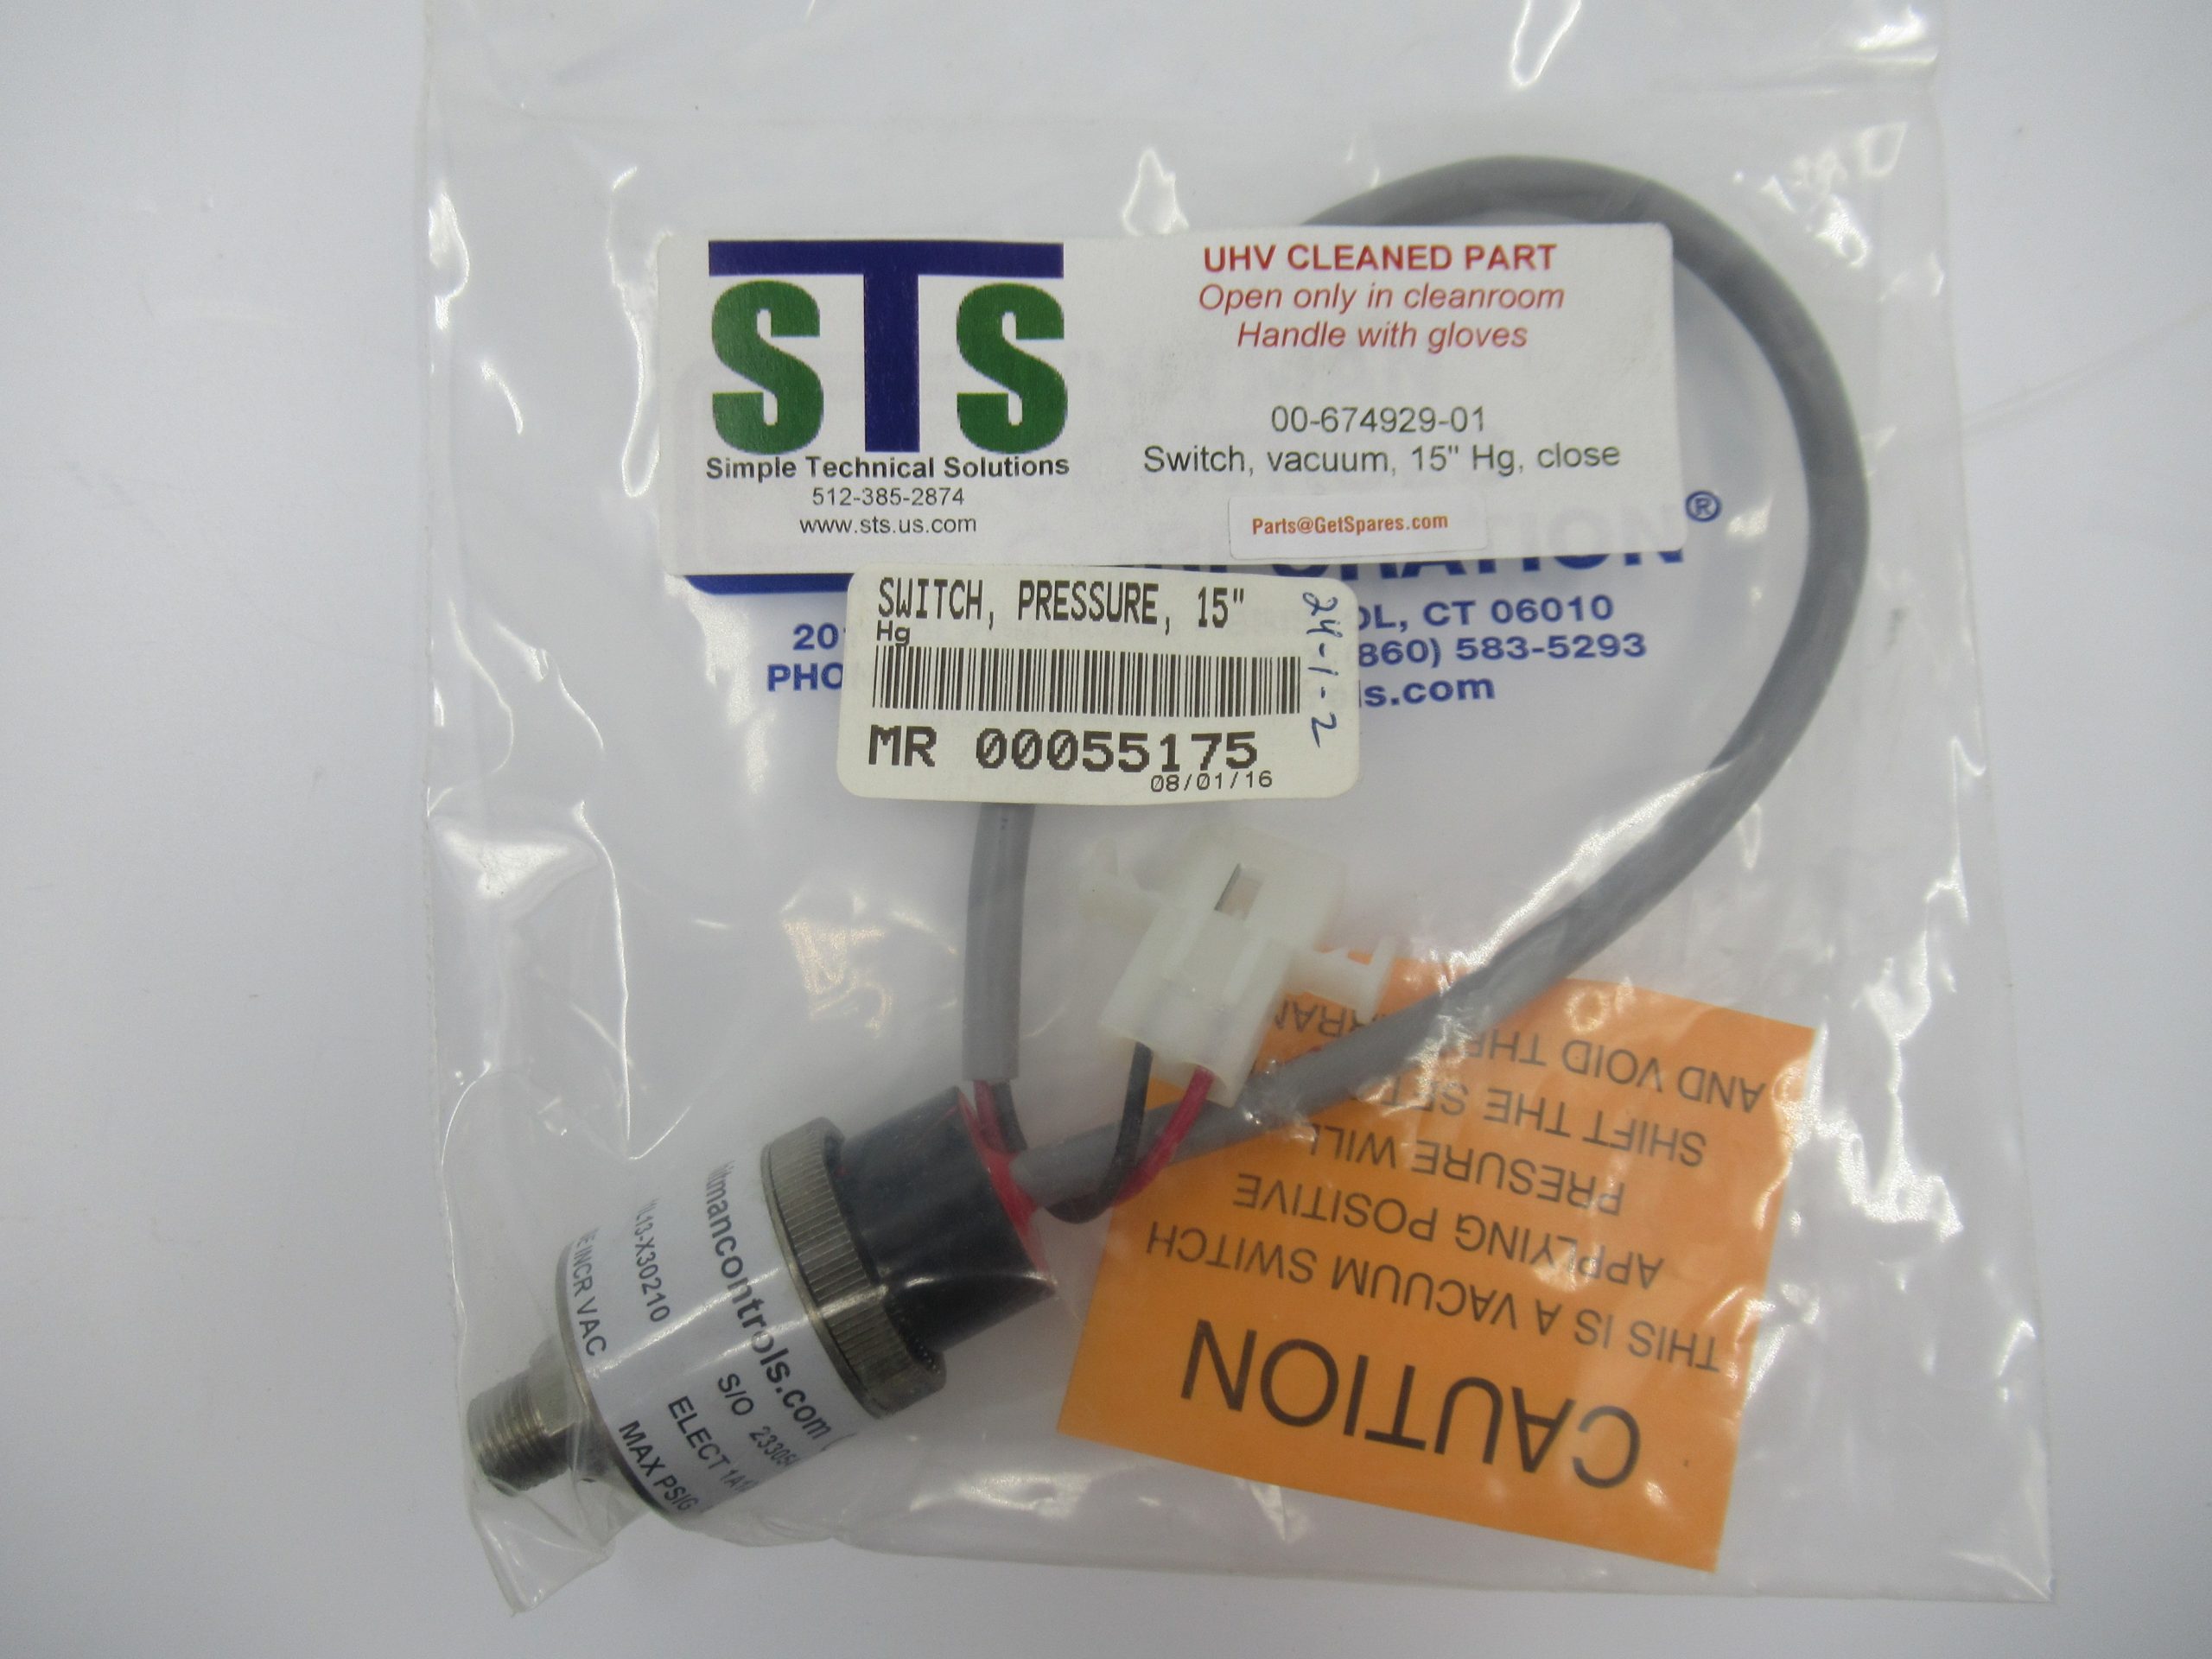 STS
Simple Technical Solutions
512-385-2874
www.sts.us.com
UHV CLEANED PART
Open only in cleanroom
Handle with gloves
00-674929-01
Switch, vacuum, 15" Hg, close
Parts@GetSpares.com
®
CT 06010
860) 583-5293
SWITCH, PRESSURE, 15"
Hg
MR 00055175
08/01/16
24-1-2
S/O
ELECT
MAX PSIG
INCR VAC
CAUTION
THIS IS A VACUUM SWITCH
APPLYING POSITIVE
PRESURE WILL
SHIFT THE
AND VOID THE